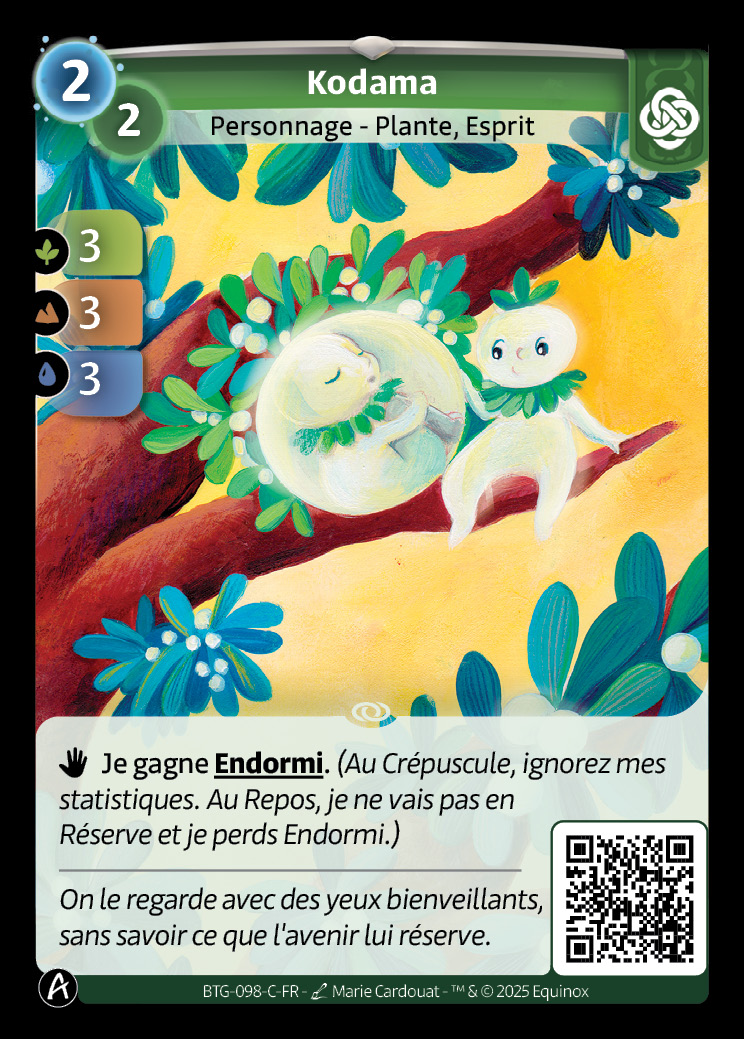 2
Kodama
2
Personnage - Plante, Esprit
3
3
3
Je gagne Endormi. (Au Crépuscule, ignorez mes
statistiques. Au Repos, je ne vais pas en
Réserve et je perds Endormi.)
On le regarde avec des yeux bienveillants,
sans savoir ce que l'avenir lui réserve.
A
BTG-098-C-FR - Marie Cardouat - ™ & © 2025 Equinox